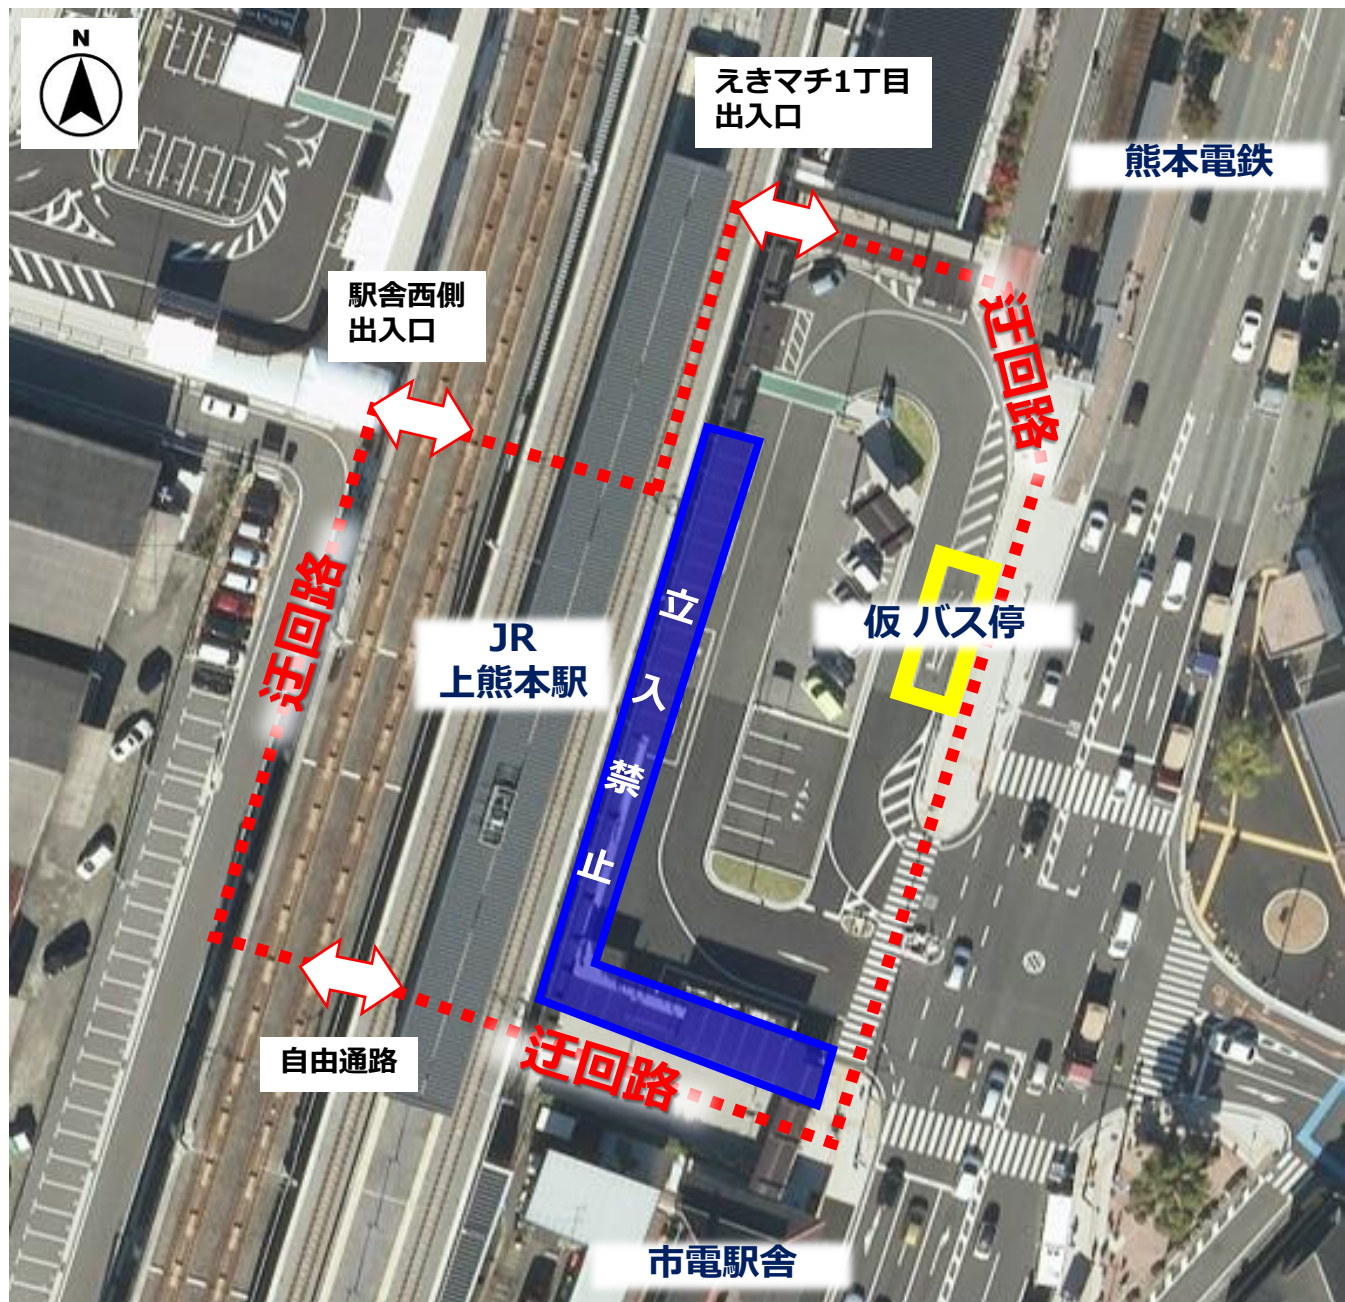 N
えきマチ1丁目
出入口
熊本電鉄
駅舎西側
出入口
迂回路
迂回路
仮 バス停
JR
上熊本駅
立入禁止
自由通路
迂回路
市電駅舎